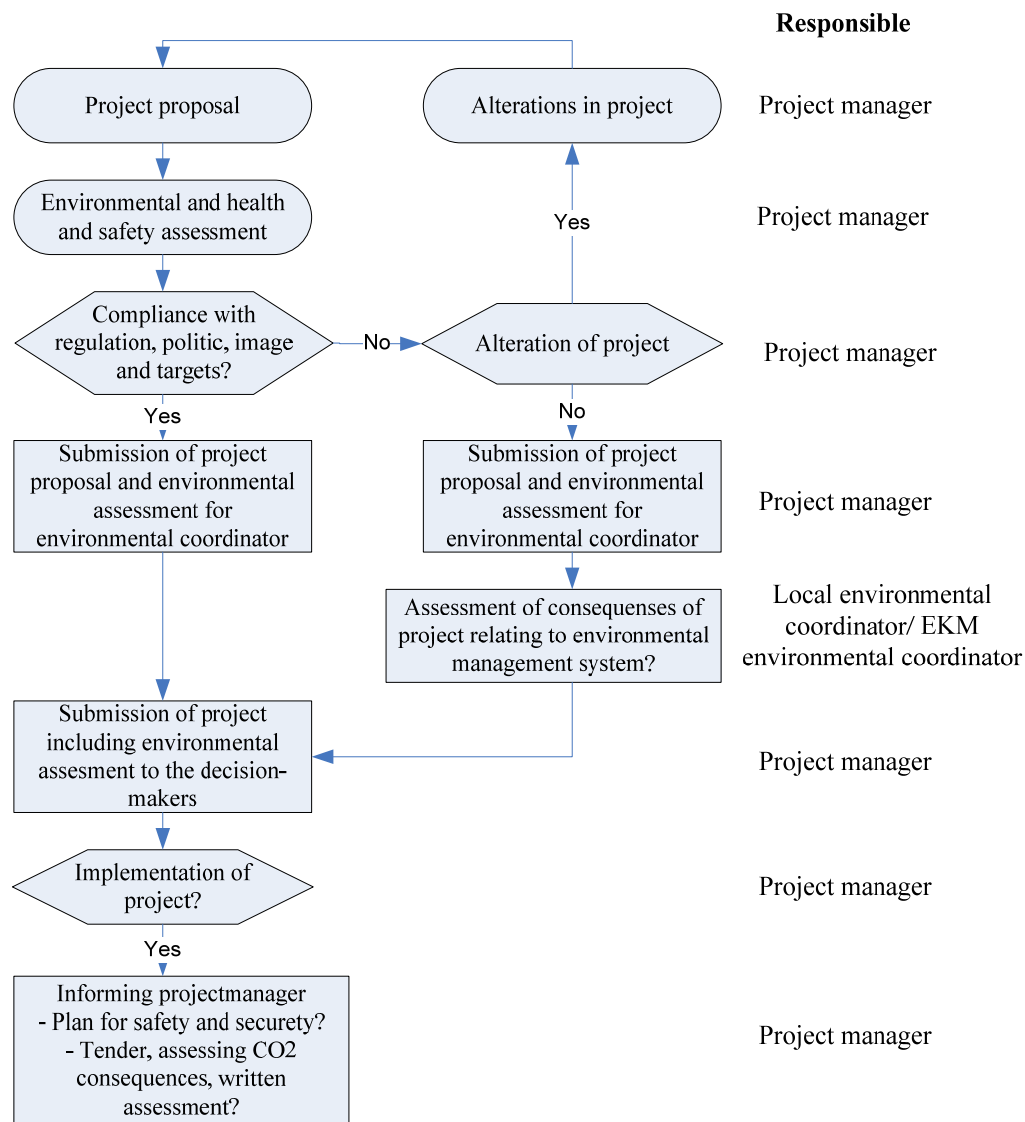 Responsible
Project proposal
Alterations in project
Project manager
Environmental and health
and safety assessment
Yes
Project manager
Compliance with
regulation, politic, image
and targets?
No
Alteration of project
Project manager
Yes
No
Submission of project
proposal and environmental
assessment for
environmental coordinator
Submission of project
proposal and environmental
assessment for
environmental coordinator
Project manager
Assessment of consequenses of
project relating to environmental
management system?
Local environmental
coordinator/ EKM
environmental coordinator
Submission of project
including environmental
assesment to the decision-
makers
Project manager
Implementation of
project?
Project manager
Yes
Informing projectmanager
- Plan for safety and securety?
- Tender, assessing CO2
consequences, written
assessment?
Project manager